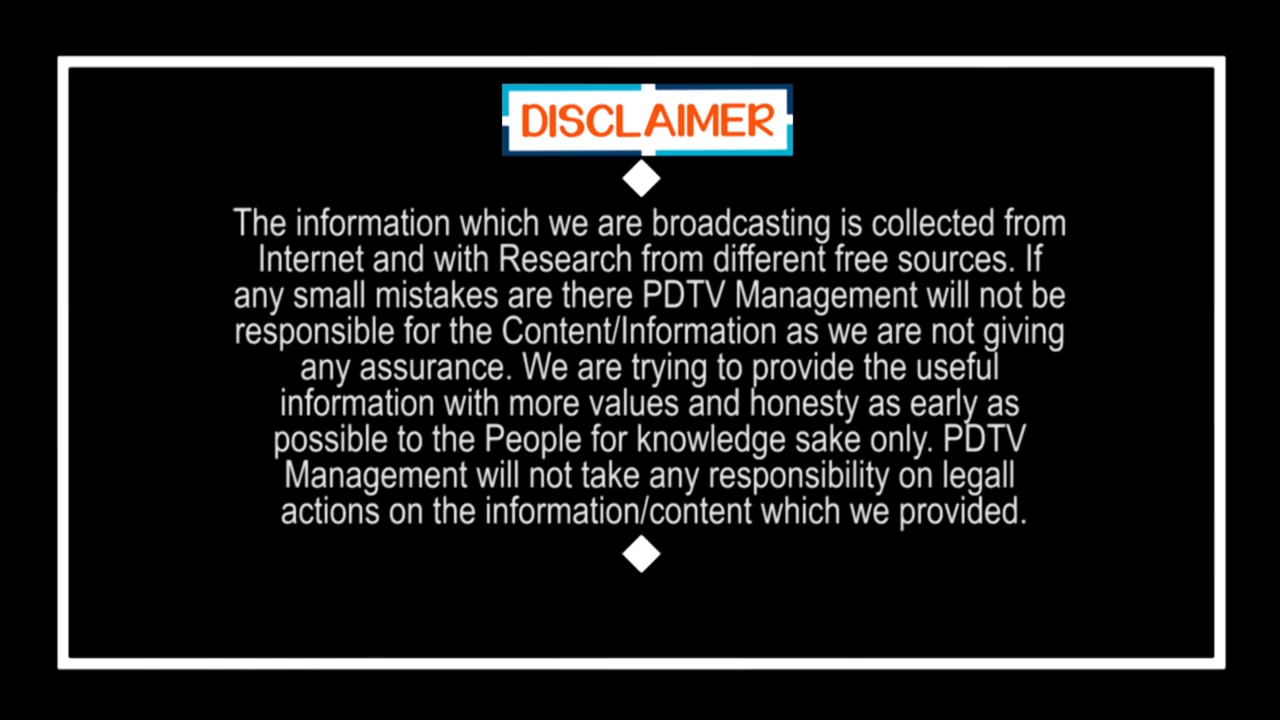 DISCLAIMER
The information which we are broadcasting is collected from
Internet and with Research from different free sources. If
any small mistakes are there PDTV Management will not be
responsible for the Content/Information as we are not giving
any assurance. We are trying to provide the useful
information with more values and honesty as early as
possible to the People for knowledge sake only. PDTV
Management will not take any responsibility on legall
actions on the information/content which we provided.